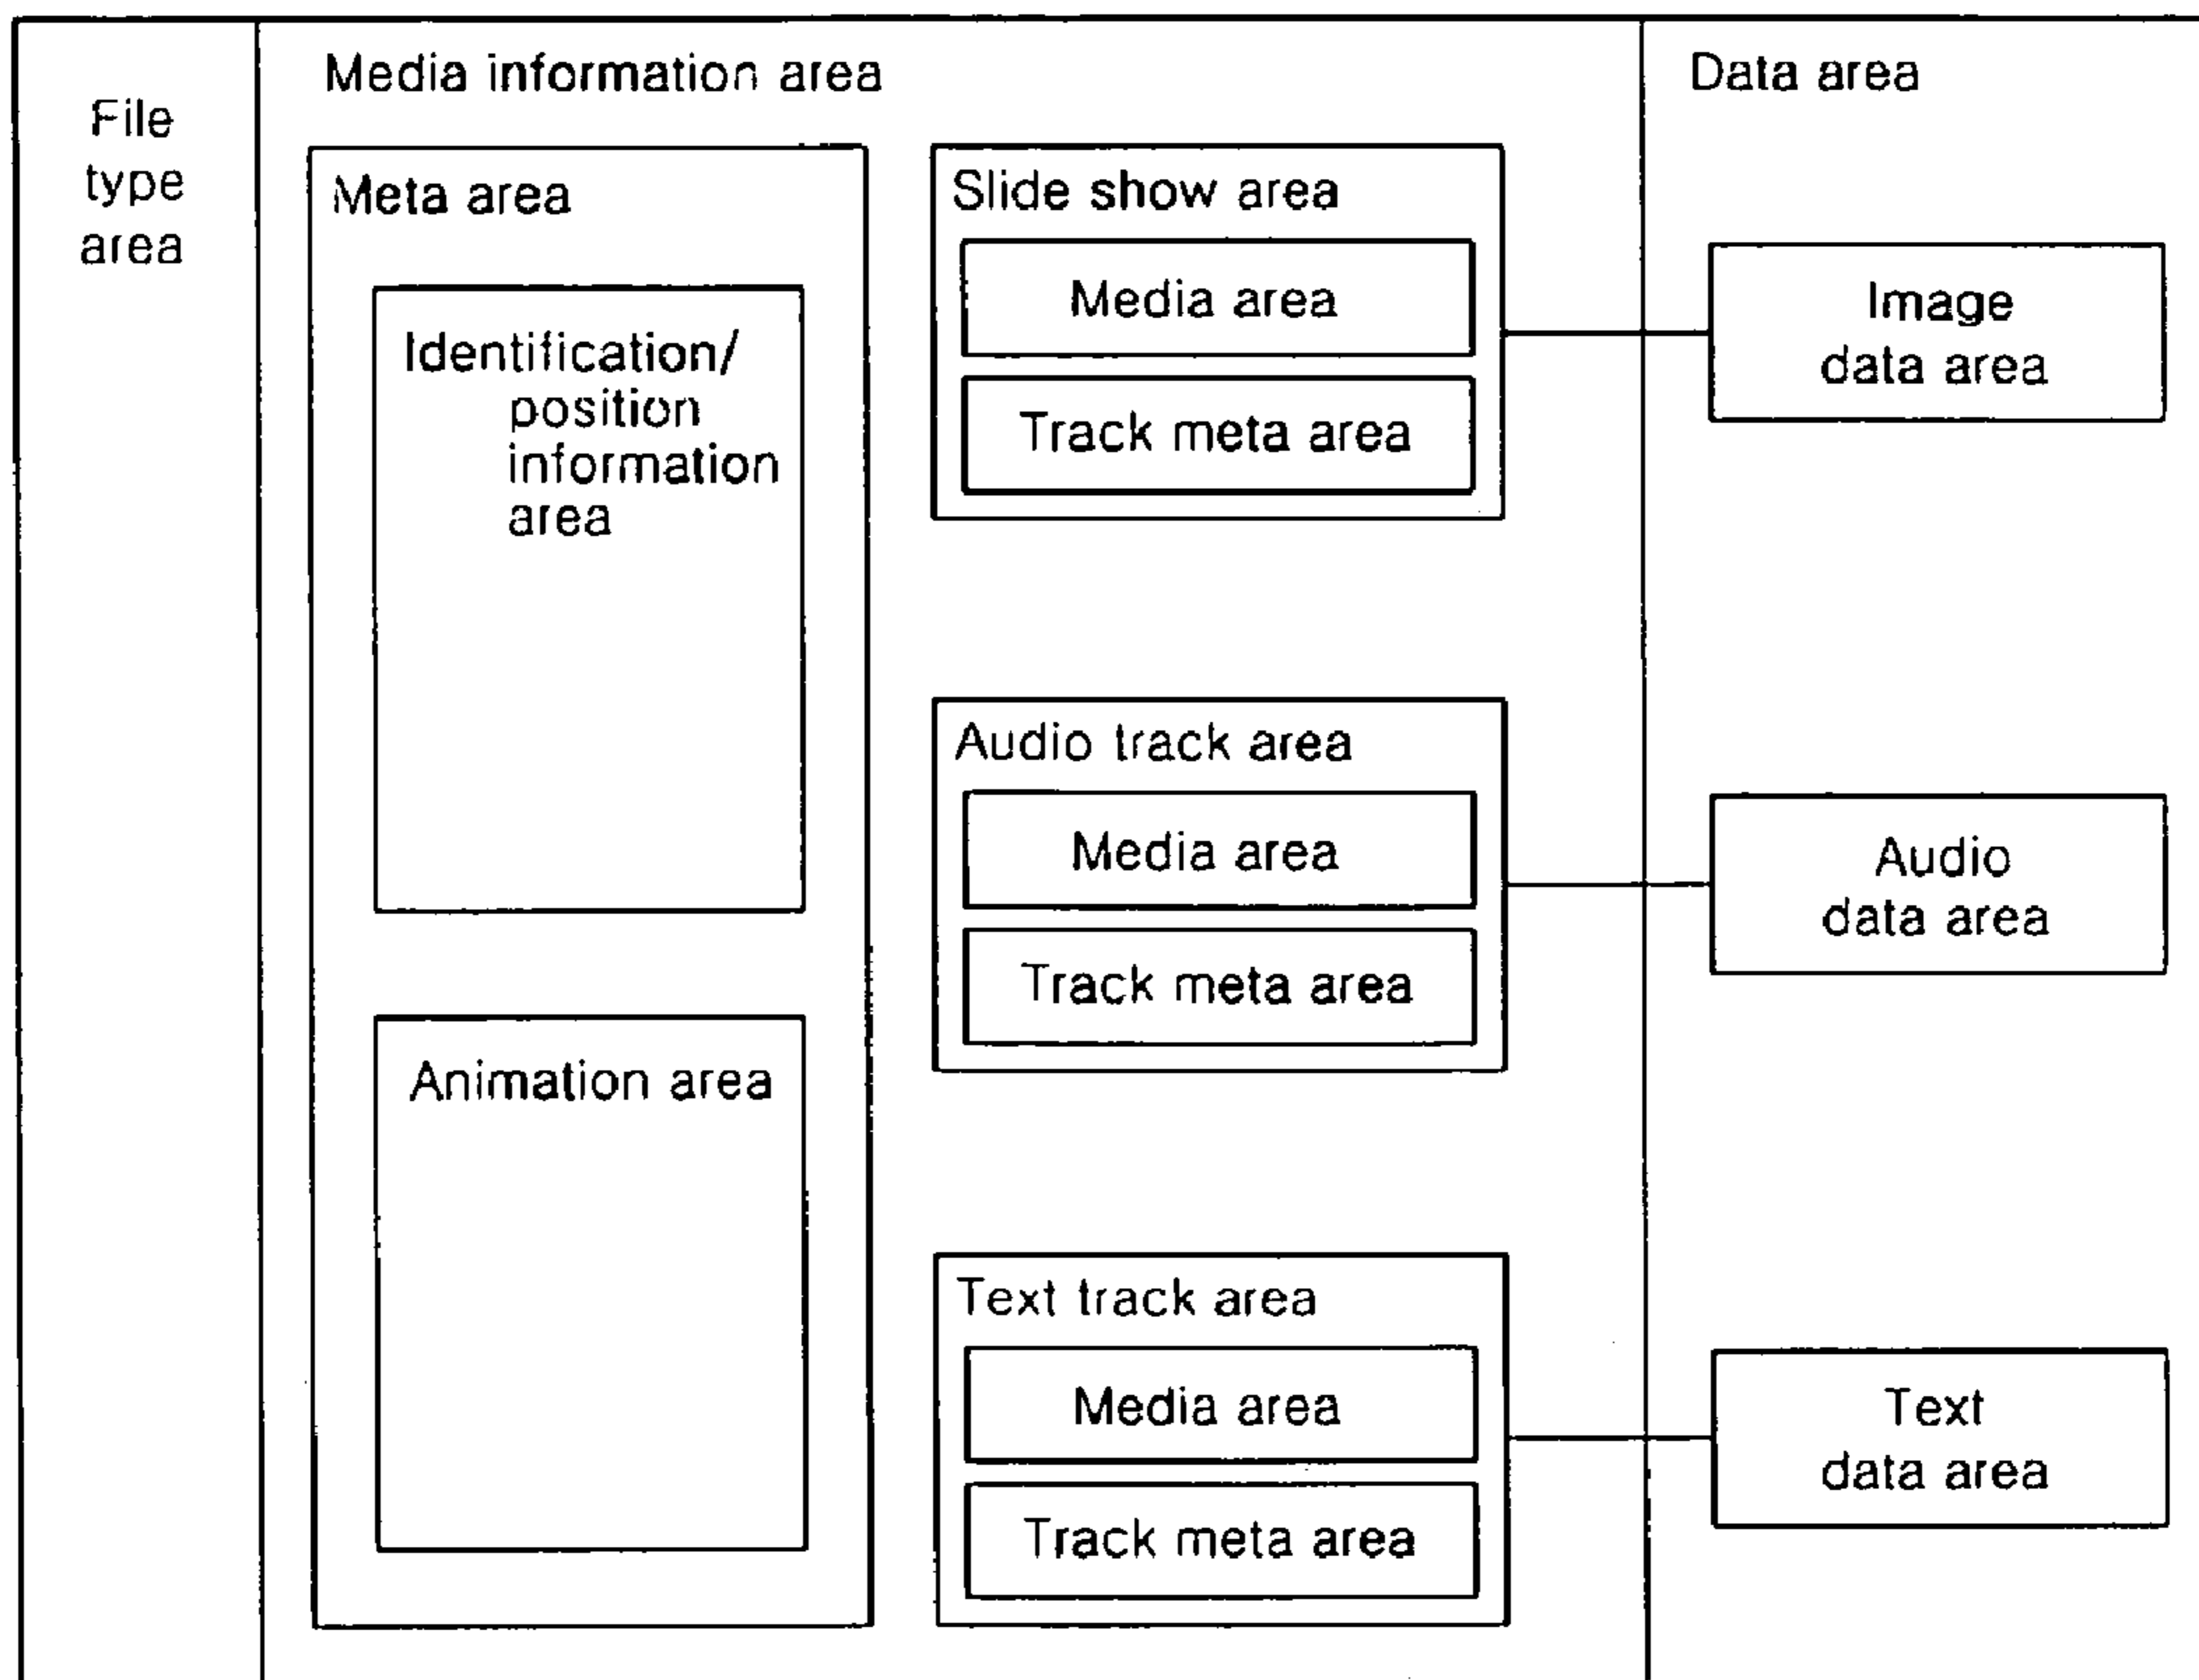 File
type
area
Media information area
Meta area
Identification/
position
information
area
Animation area
Slide show area
Media area
Track meta area
Audio track area
Media area
Track meta area
Text track area
Media area
Track meta area
Data area
Image
data area
Audio
data area
Text
data area